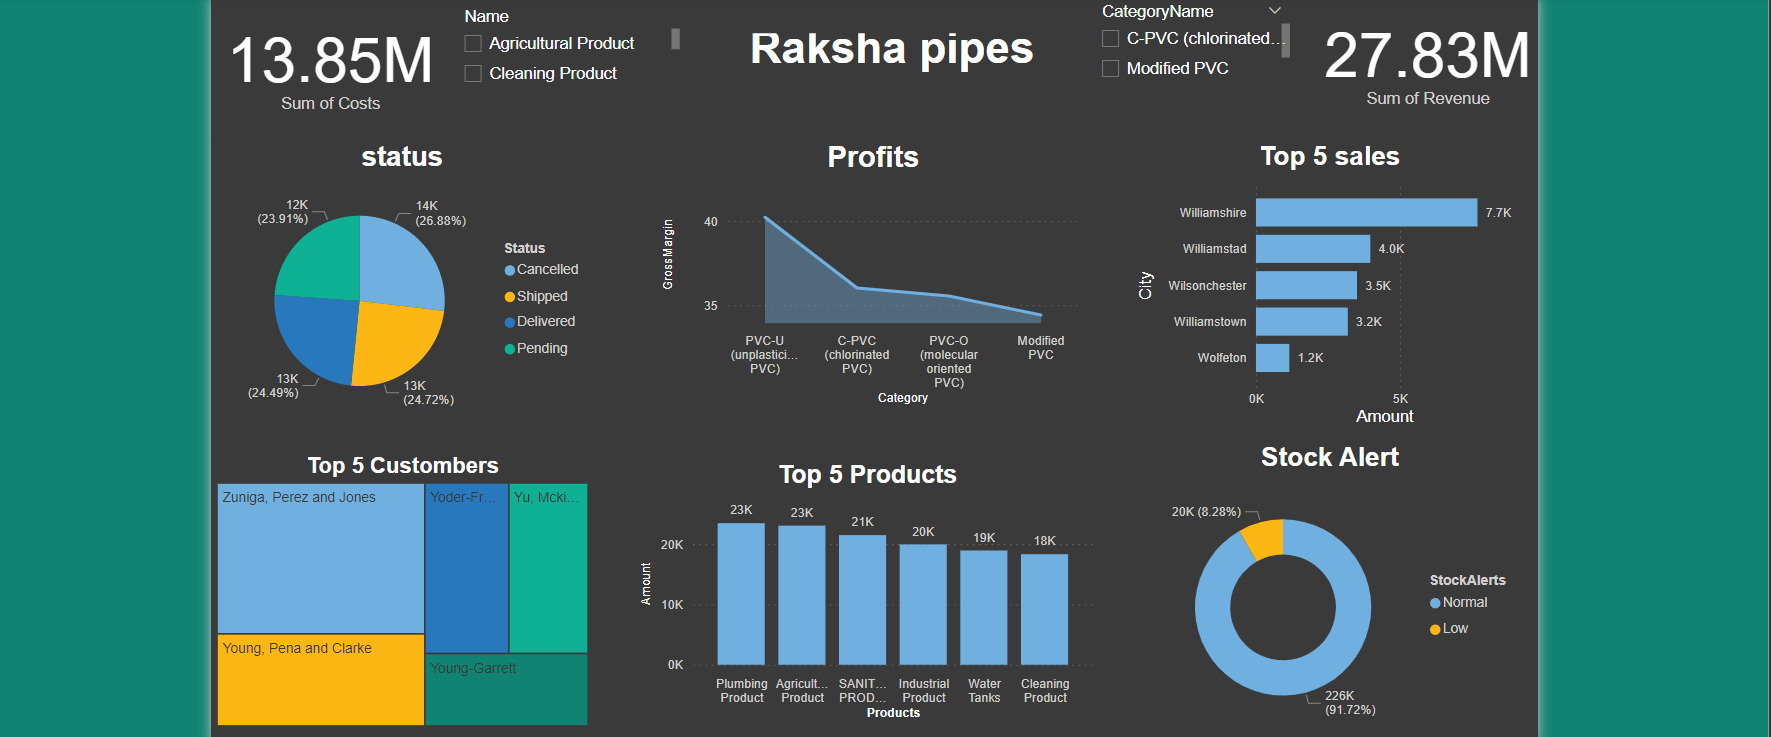 13.85M
Sum of Costs
Name
Agricultural Product
Cleaning Product
Raksha pipes
CategoryName
C-PVC (chlorinated...
Modified PVC
27.83M
Sum of Revenue
status
12K
(23.91%)
14K
(26.88%)
13K
(24.49%)
13K
(24.72%)
Status
Cancelled
Shipped
Delivered
Pending
Profits
GrossMargin
40
35
PVC-U
(unplastici...
PVC)
C-PVC
(chlorinated
PVC)
PVC-O
(molecular
oriented
PVC)
Modified
PVC
Category
Top 5 sales
City
Williamshire
7.7K
Williamstad
4.0K
Wilsonchester
3.5K
Williamstown
3.2K
Wolfeton
1.2K
0K
5K
Amount
Top 5 Custombers
Zuniga, Perez and Jones
Yoder-Fr...
Yu, Mcki...
Young, Pena and Clarke
Young-Garrett
Top 5 Products
Amount
20K
10K
0K
23K
23K
21K
20K
19K
18K
Plumbing
Product
Agricult...
Product
SANIT...
PROD...
Industrial
Product
Water
Tanks
Cleaning
Product
Products
Stock Alert
20K (8.28%)
226K
(91.72%)
StockAlerts
Normal
Low